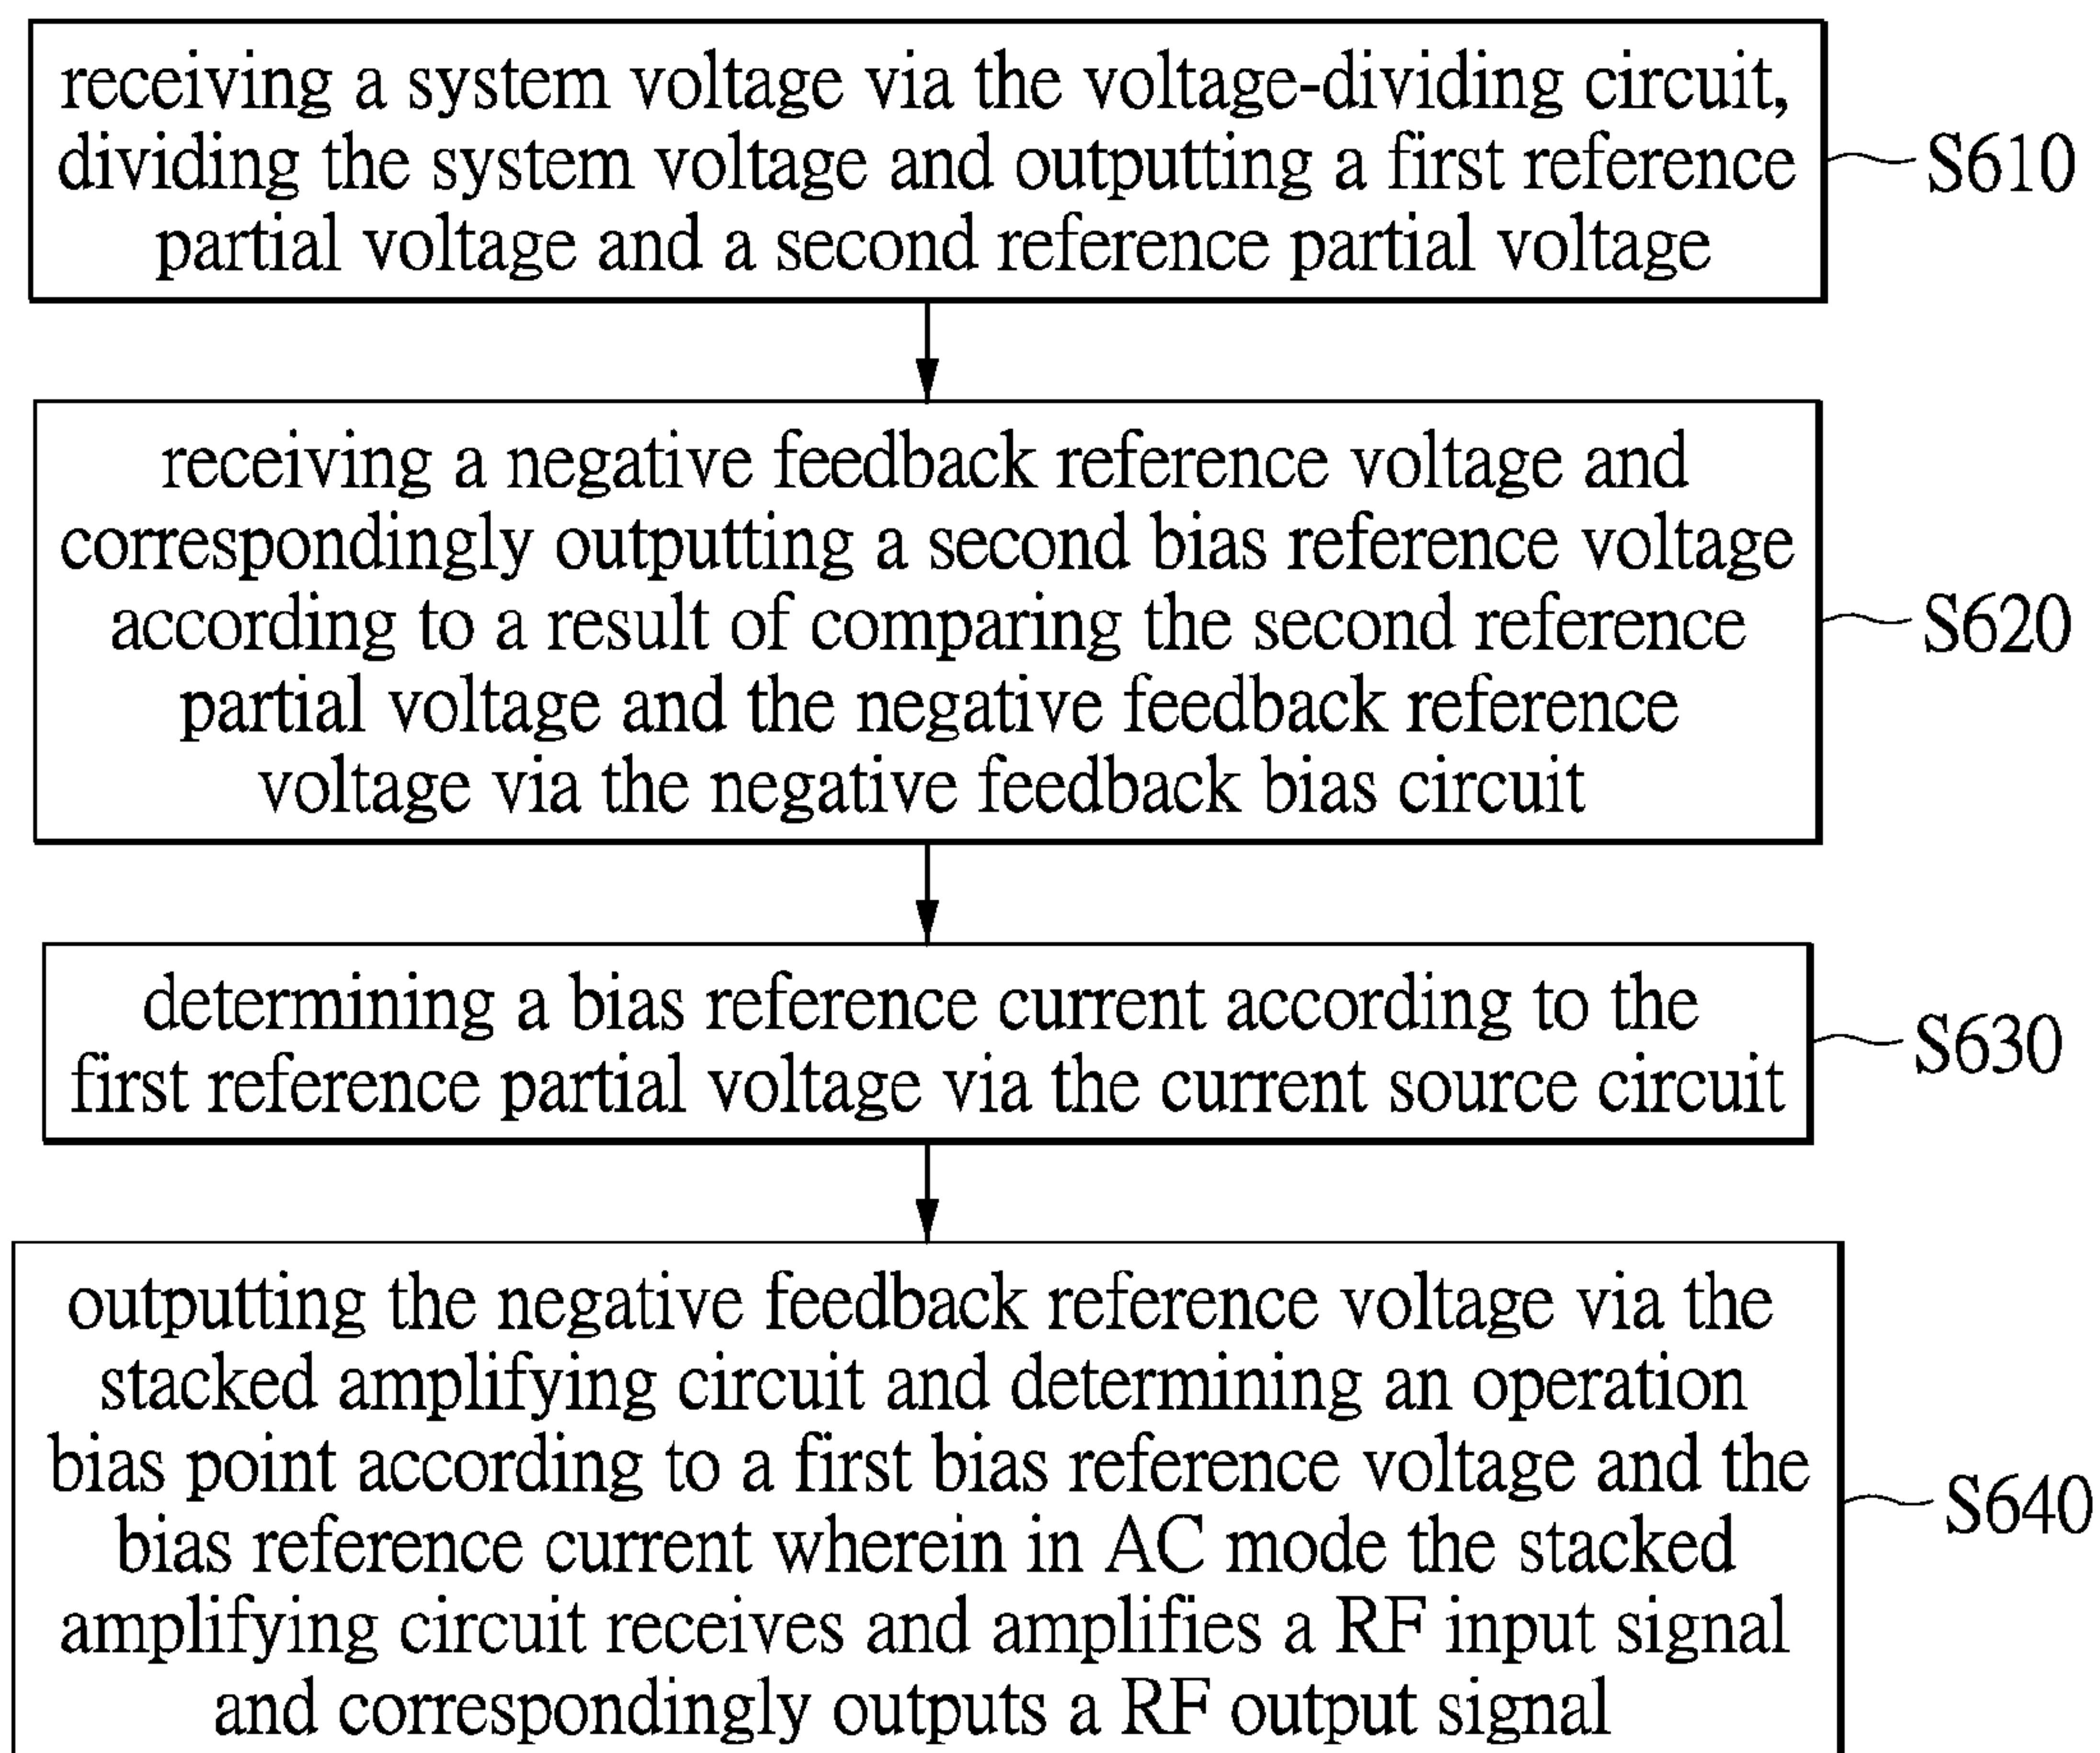 receiving a system voltage via the voltage-dividing circuit,
dividing the system voltage and outputting a first reference
partial voltage and a second reference partial voltage
S610
receiving a negative feedback reference voltage and
correspondingly outputting a second bias reference voltage
according to a result of comparing the second reference
partial voltage and the negative feedback reference
voltage via the negative feedback bias circuit
S620
determining a bias reference current according to the
first reference partial voltage via the current source circuit
S630
outputting the negative feedback reference voltage via the
stacked amplifying circuit and determining an operation
bias point according to a first bias reference voltage and the
bias reference current wherein in AC mode the stacked
amplifying circuit receives and amplifies a RF input signal
and correspondingly outputs a RF output signal
S640